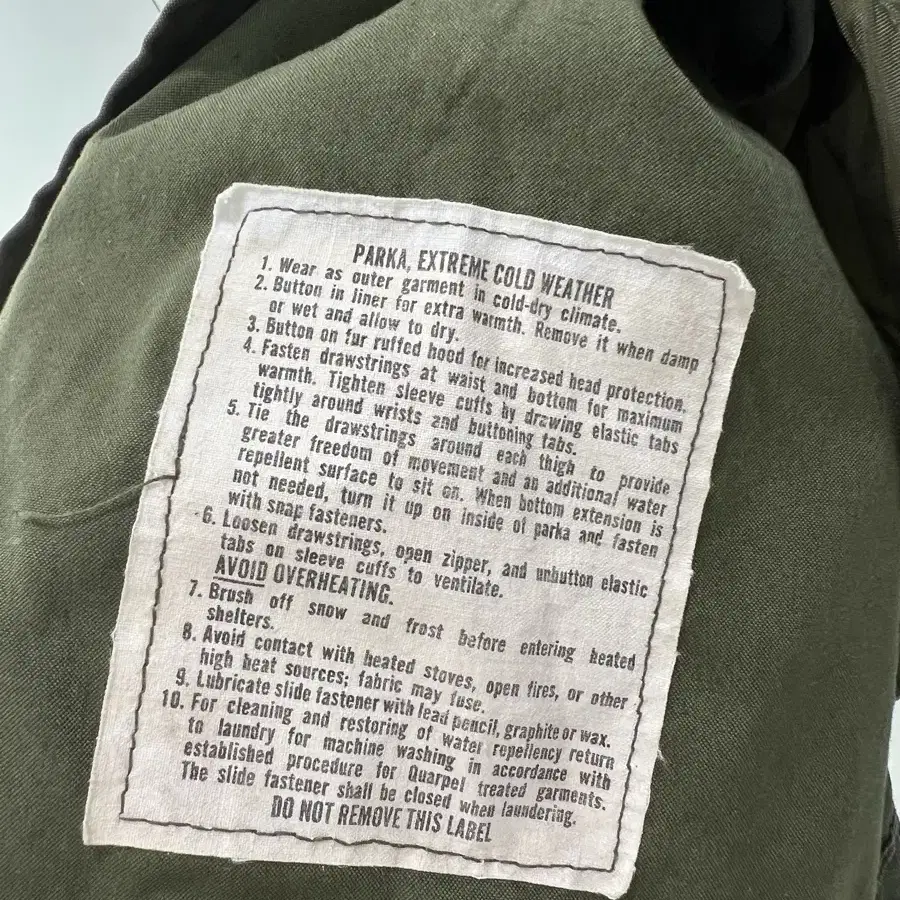 PARKA, EXTREME COLD WEATHER
1. Wear as outer garment in cold-dry climate.
2. Button in liner for extra warmth. Remove it when damp
or wet and allow to dry.
3. Button on fur ruffed hood for increased head protection.
4. Fasten drawstrings at waist and bottom for maximum
warmth. Tighten sleeve cuffs by drawing elastic tabs
tightly around wrists and buttoning tabs.
5. Tie the drawstrings around each thigh to provide
greater freedom of movement and an additional water
repellent surface to sit on. When bottom extension is
not needed, turn it up on inside of parka and fasten
with snap fasteners.
6. Loosen drawstrings, open zipper, and unbutton elastic
tabs on sleeve cuffs to ventilate.
AVOID OVERHEATING.
7. Brush off snow and frost before entering heated
shelters.
8. Avoid contact with heated stoves, open fires, or other
high heat sources; fabric may fuse.
9. Lubricate slide fastener with lead pencil, graphite or wax.
10. For cleaning and restoring of water repellency return
to laundry for machine washing in accordance with
established procedure for Quarpel treated garments.
The slide fastener shall be closed when laundering.
DO NOT REMOVE THIS LABEL